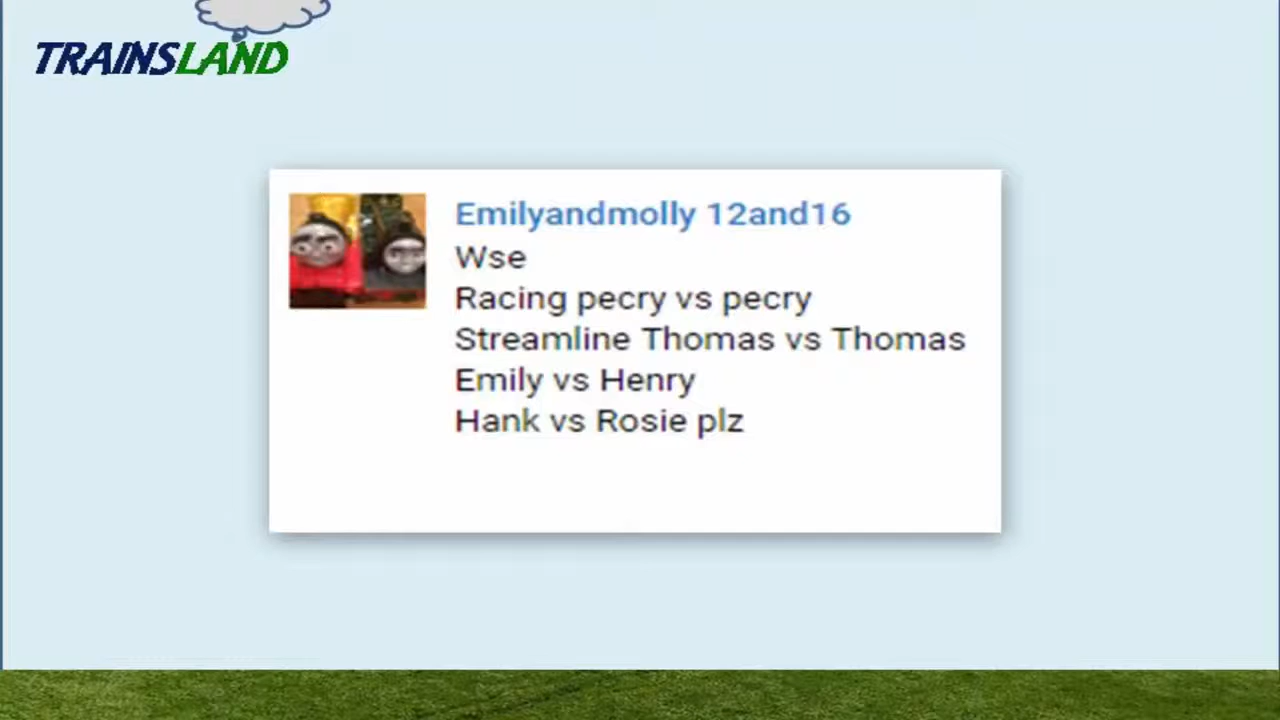 TRAINSLAND
Emilyandmolly 12and16
Wse
Racing pecry vs pecry
Streamline Thomas vs Thomas
Emily vs Henry
Hank vs Rosie plz